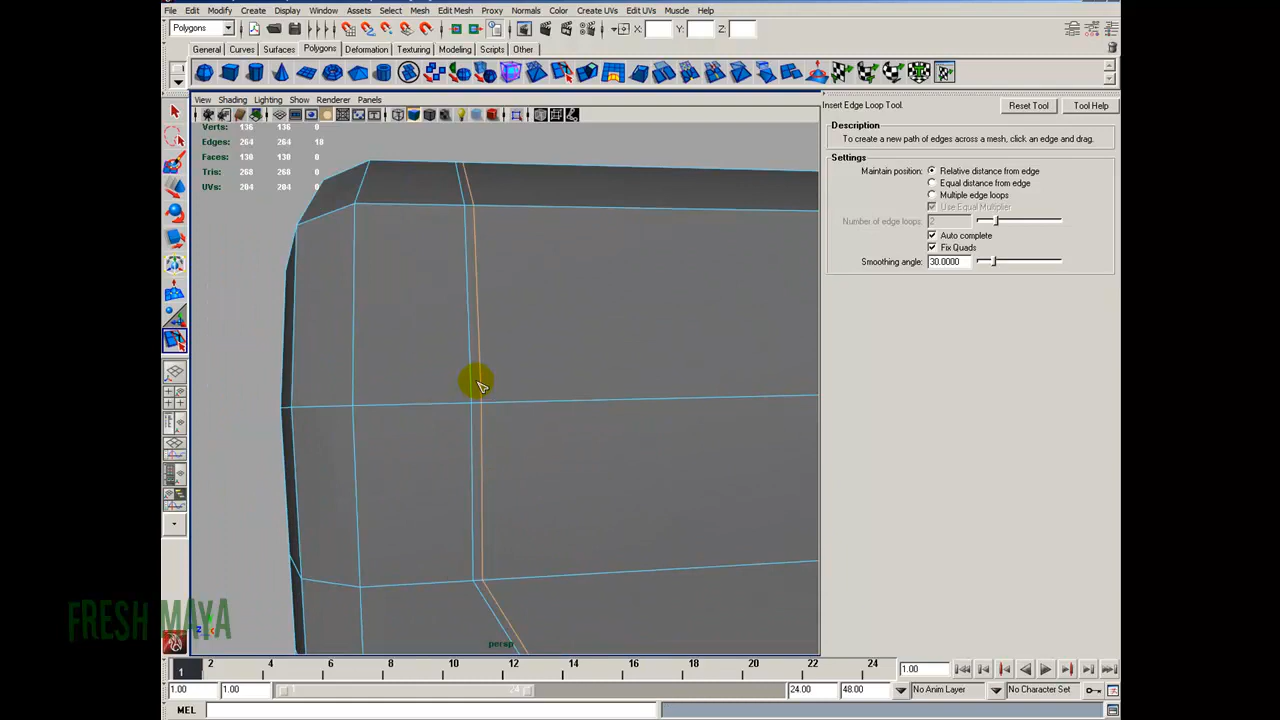 File Edit Modify Create Display Window Assets Select Mesh Edit Mesh Proxy Normals Color Create UVs Edit UVs Muscle Help
Polygons X: Y: Z:
General Curves Surfaces Polygons Deformation Texturing Modeling Scripts Other
View Shading Lighting Show Renderer Panels
Insert Edge Loop Tool Reset Tool Tool Help
Verts: 136 136 0
Edges: 264 264 18
Faces: 130 130 0
Tris: 260 260 0
UVs: 204 204 0
Description
To create a new path of edges across a mesh, click an edge and drag.
Settings
Maintain position: Relative distance from edge
Equal distance from edge
Multiple edge loops
Use Equal Multiplier
Number of edge loops: 2
Auto complete
Fix Quads
Smoothing angle: 30.0000
FRESH MAYA
persp
1 2 4 6 8 10 12 14 16 18 20 22 24 1.00
1.00 1.00 24 24.00 48.00 No Anim Layer No Character Set
MEL